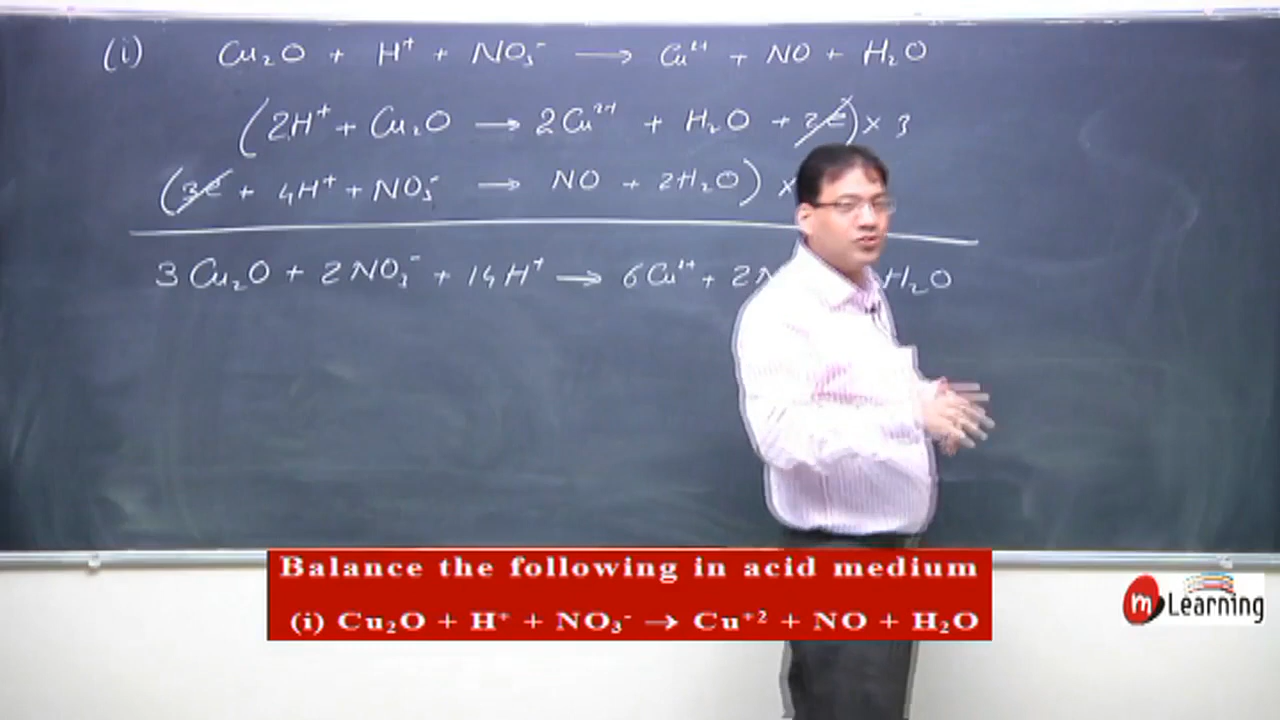 (i) Cu₂O + H⁺ + NO₃⁻ ⟶ Cu²⁺ + NO + H₂O
(2H⁺ + Cu₂O ⟶ 2Cu²⁺ + H₂O + 2e⁻) × 3
(3e⁻ + 4H⁺ + NO₃⁻ ⟶ NO + 2H₂O) ×
3Cu₂O + 2NO₃⁻ + 14H⁺ ⟶ 6Cu²⁺ + 2N H₂O
Balance the following in acid medium
(i) Cu₂O + H⁺ + NO₃⁻ → Cu⁺² + NO + H₂O
m Learning